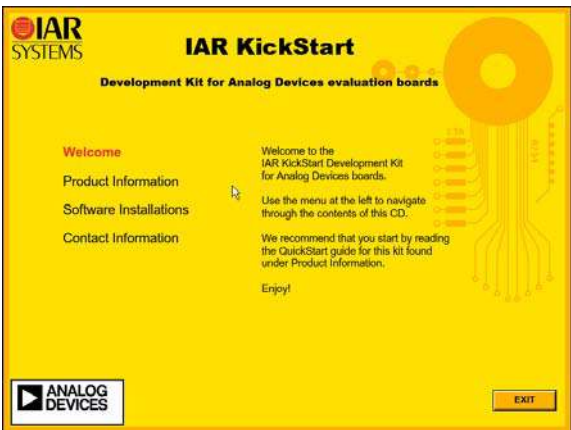 IAR
SYSTEMS
IAR KickStart
Development Kit for Analog Devices evaluation boards
Welcome
Product Information
Software Installations
Contact Information
Welcome to the
IAR KickStart Development Kit
for Analog Devices boards.
Use the menu at the left to navigate
through the contents of this CD.
We recommend that you start by reading
the QuickStart guide for this kit found
under Product Information.
Enjoy!
ANALOG
DEVICES
EXIT